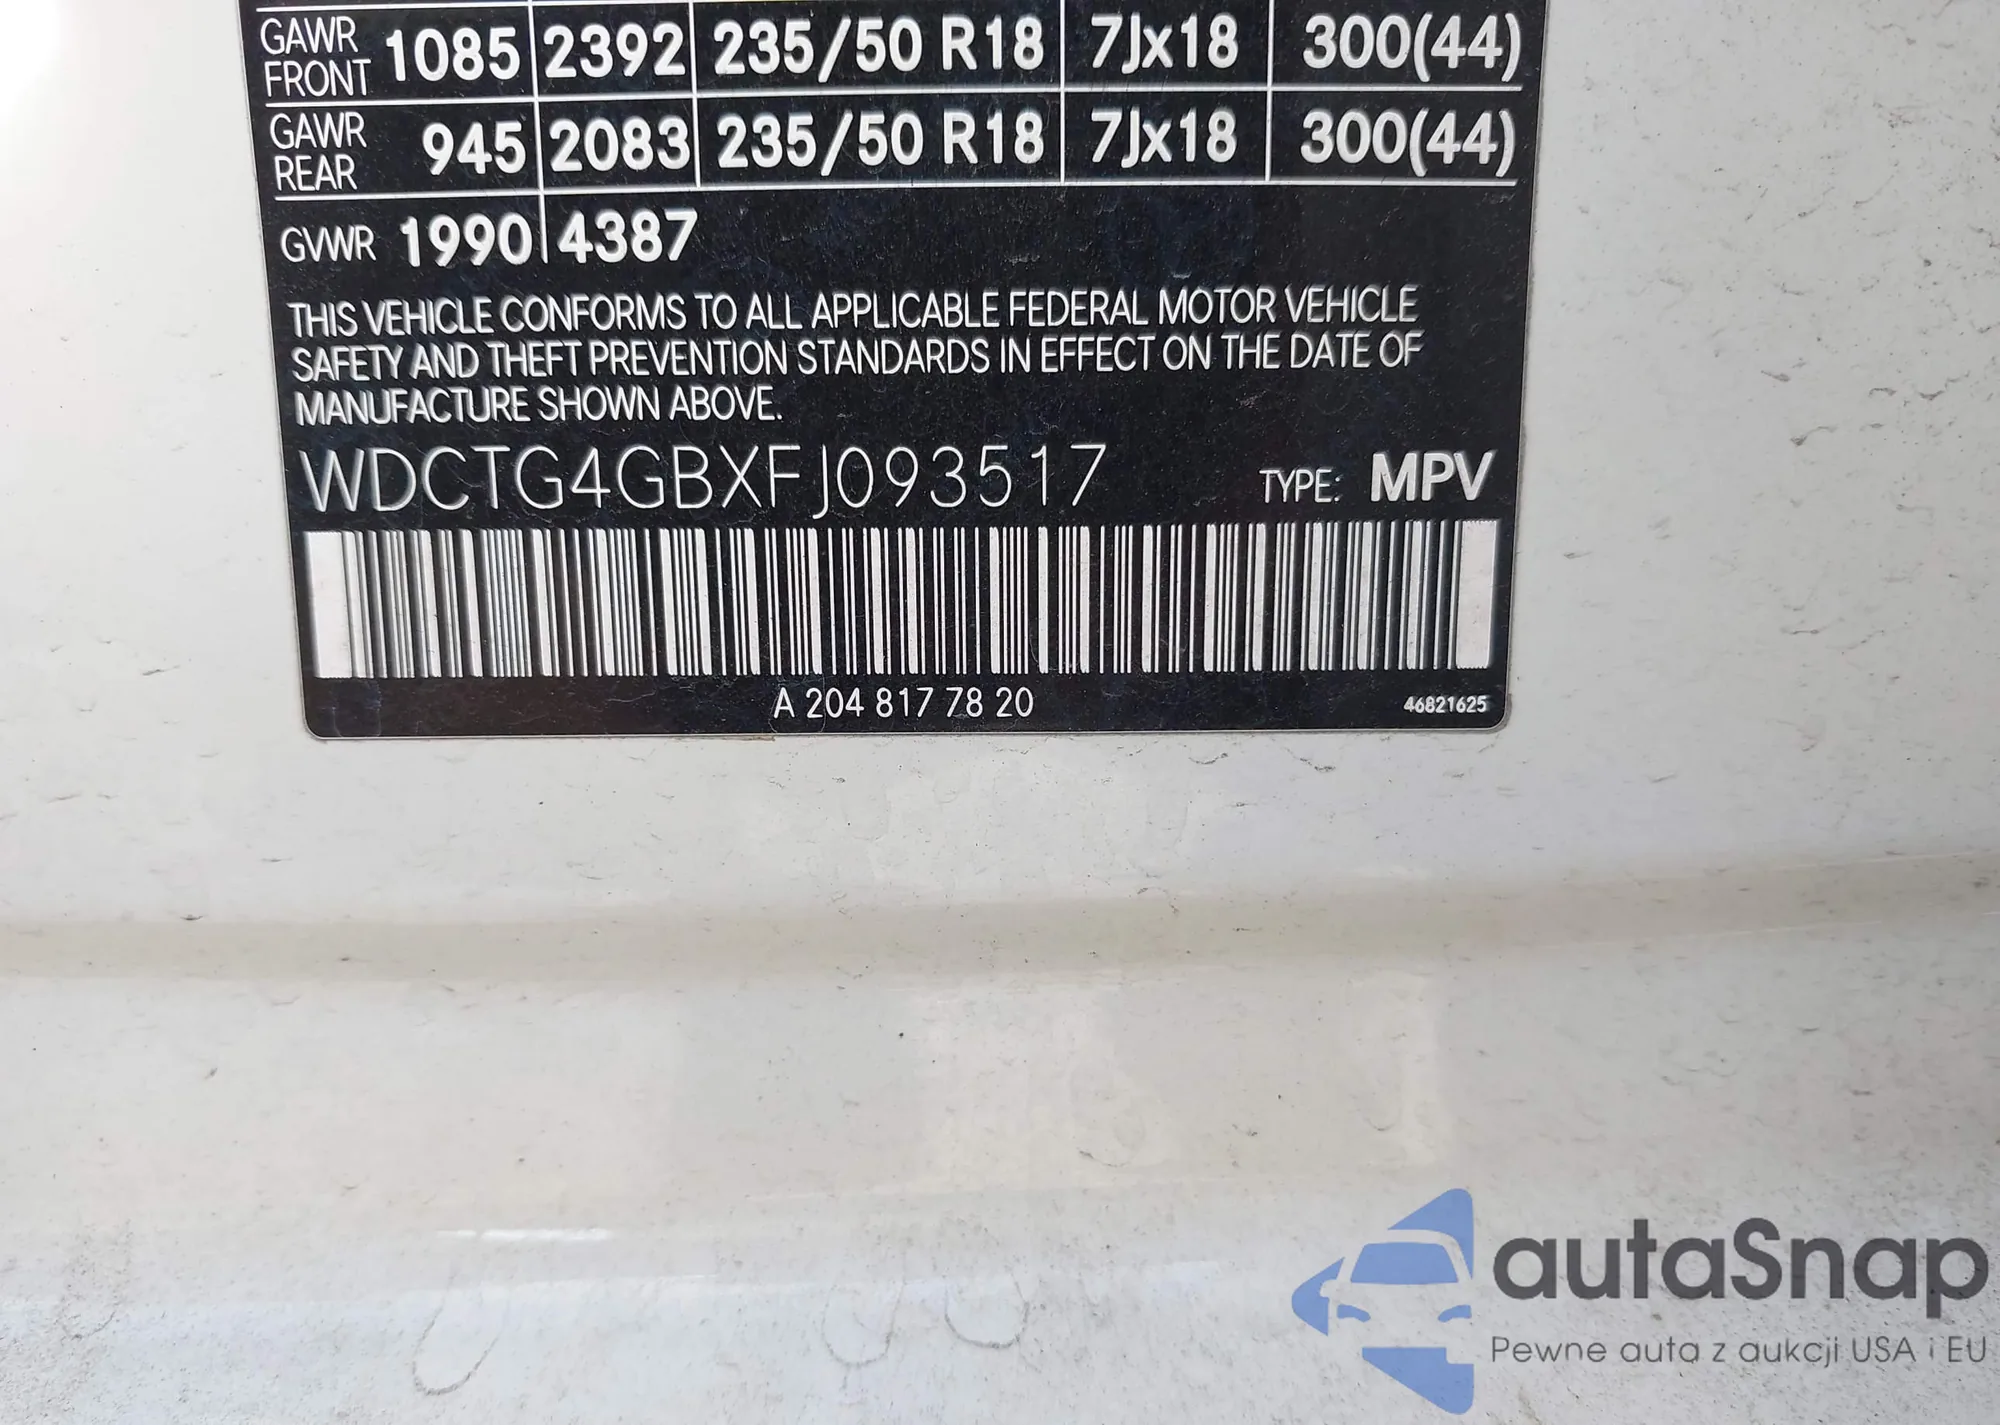 GAWR FRONT 1085 2392 235/50 R18 7Jx18 300(44)
GAWR REAR 945 2083 235/50 R18 7Jx18 300(44)
GVWR 1990 4387
THIS VEHICLE CONFORMS TO ALL APPLICABLE FEDERAL MOTOR VEHICLE
SAFETY AND THEFT PREVENTION STANDARDS IN EFFECT ON THE DATE OF
MANUFACTURE SHOWN ABOVE.
WDCTG4GBXFJ093517 TYPE: MPV
A 204 817 78 20 46821625
autaSnap
Pewne auta z aukcji USA i EU